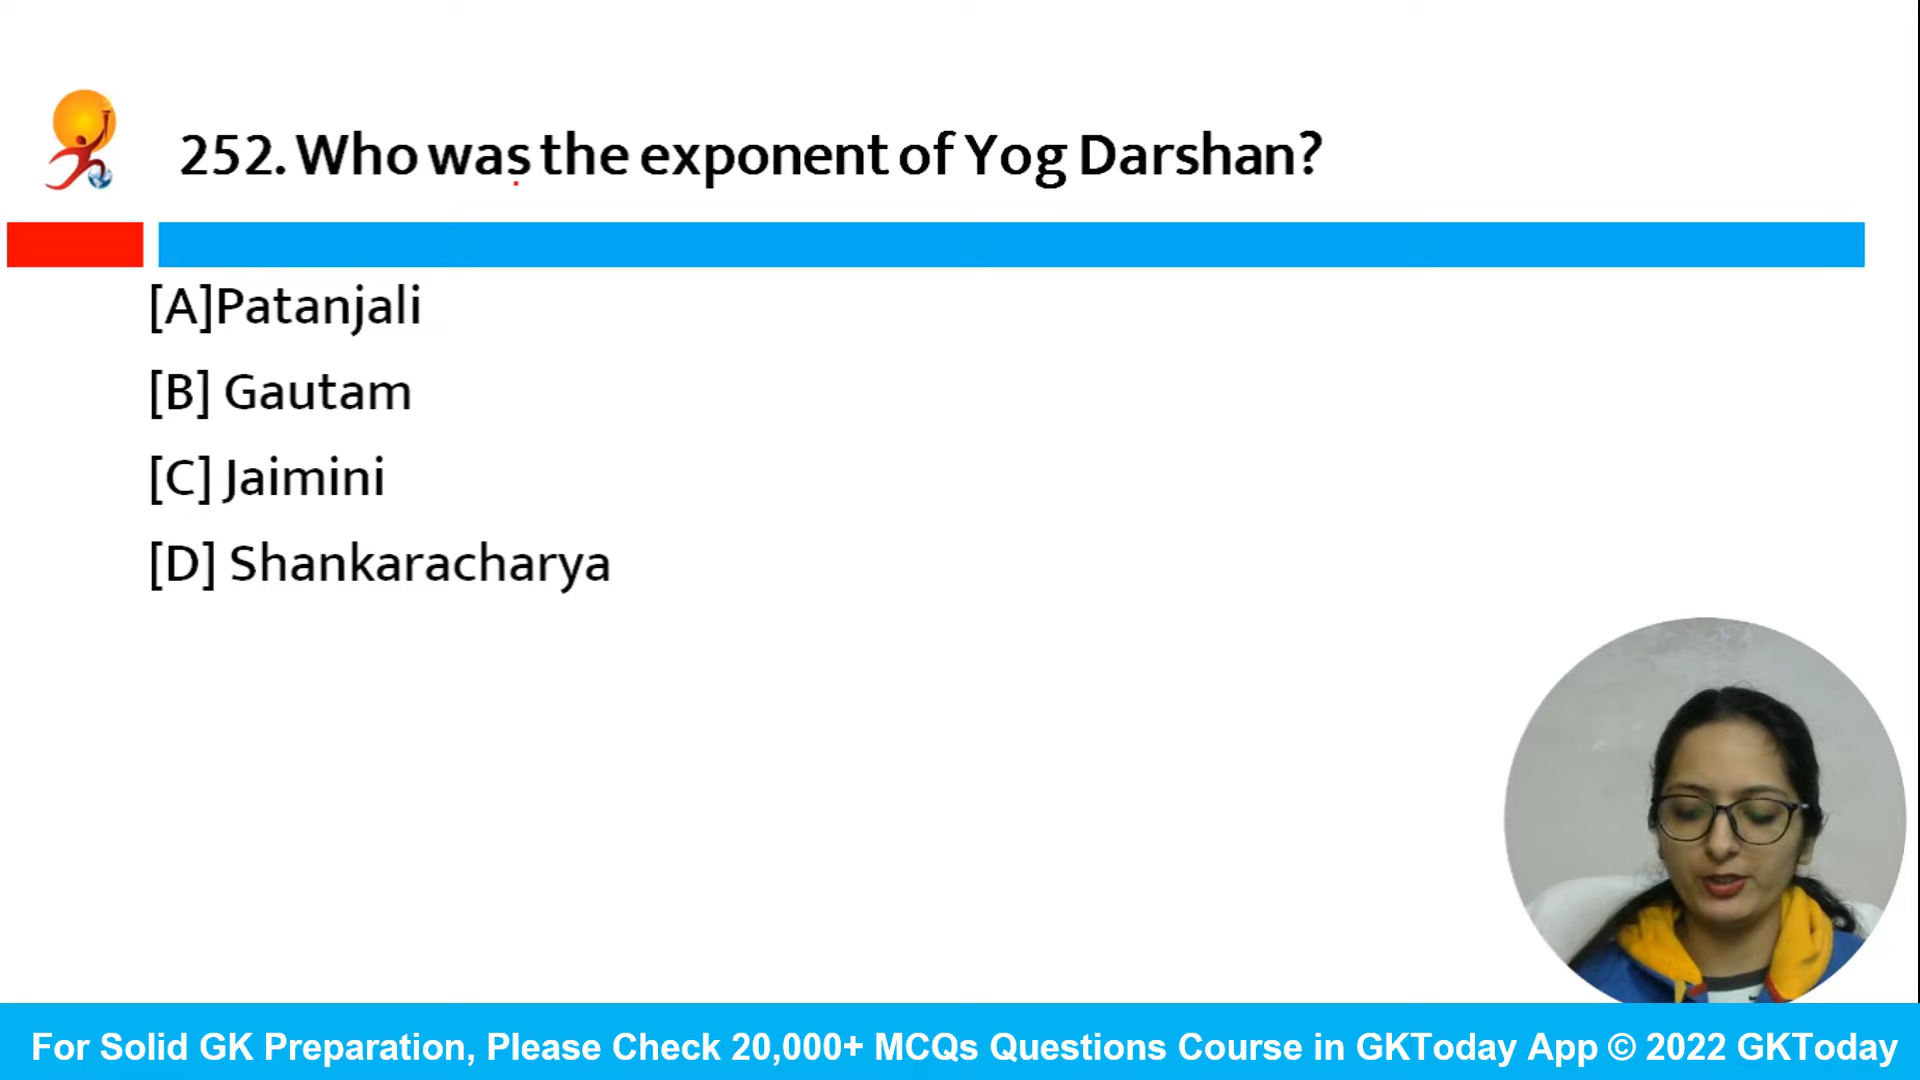 252. Who was the exponent of Yog Darshan?
[A]Patanjali
[B] Gautam
[C] Jaimini
[D] Shankaracharya
For Solid GK Preparation, Please Check 20,000+ MCQs Questions Course in GKToday App © 2022 GKToday